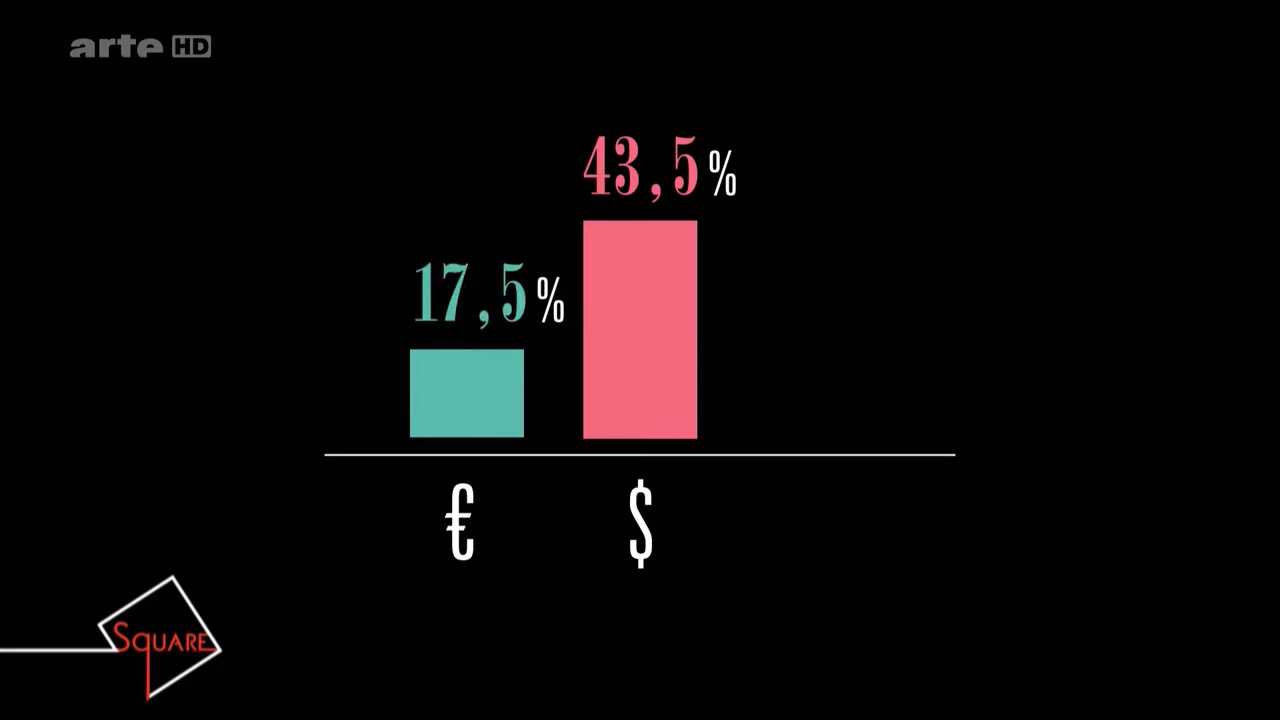 arte HD
43,5%
17,5%
€
$
SQUARE